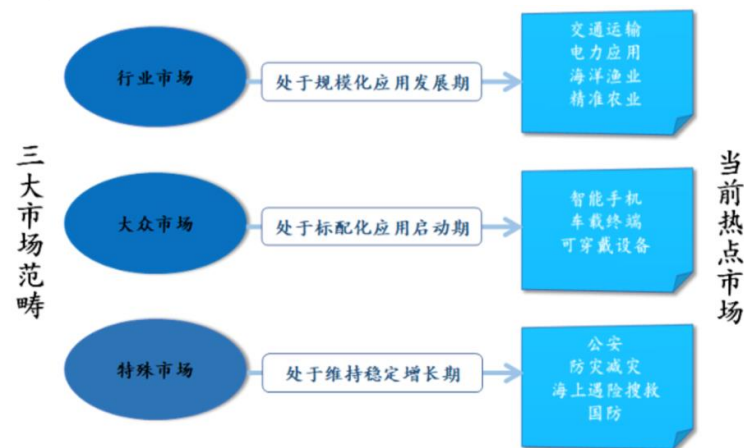 三大市场范畴
行业市场
处于规模化应用发展期
交通运输
电力应用
海洋渔业
精准农业
大众市场
处于标配化应用启动期
智能手机
车载终端
可穿戴设备
特殊市场
处于维持稳定增长期
公安
防灾减灾
海上遇险搜救
国防
当前热点市场